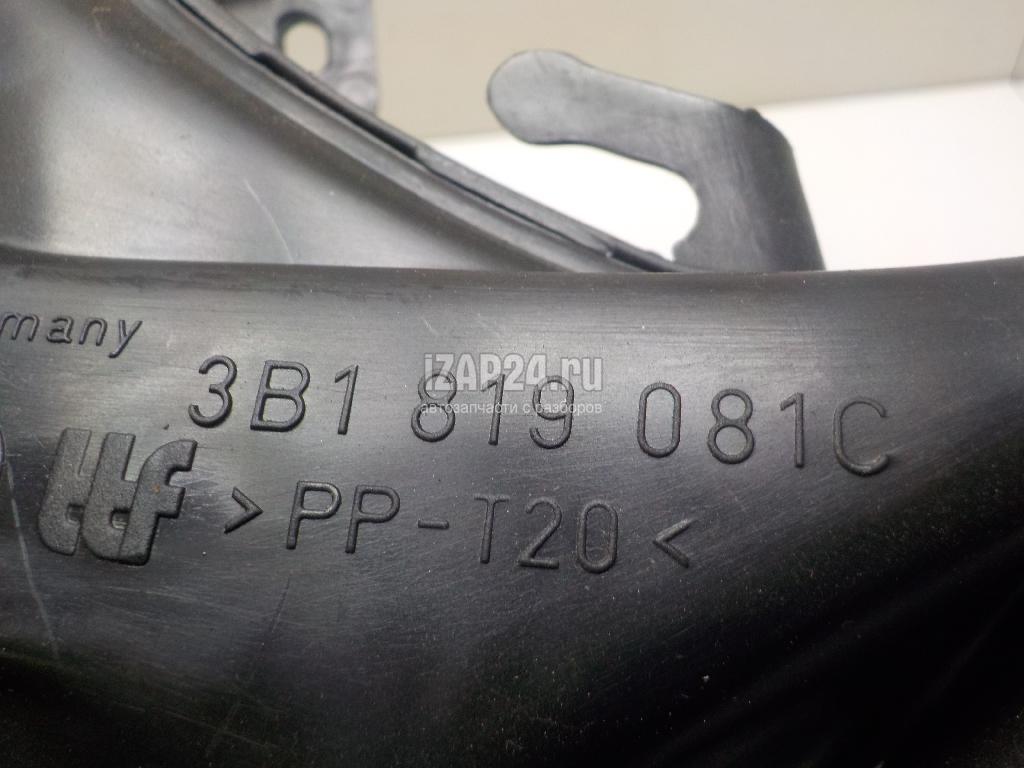 many
3B1 819 081C
>PP-T20<
iZAP24.ru
автозапчасти с разборов